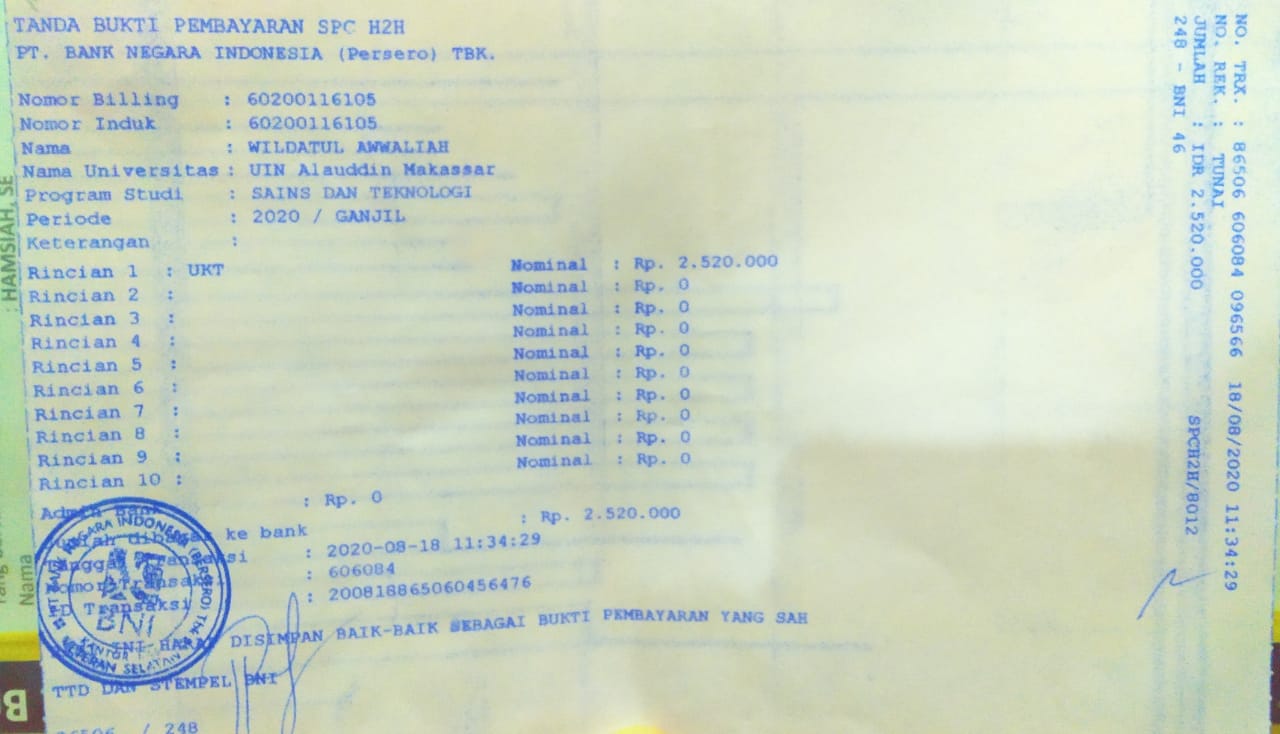 TANDA BUKTI PEMBAYARAN SPC H2H
PT. BANK NEGARA INDONESIA (Persero) TBK.
Nomor Billing : 60200116105
Nomor Induk : 60200116105
Nama : WILDATUL AWWALIAH
Nama Universitas : UIN Alauddin Makassar
Program Studi : SAINS DAN TEKNOLOGI
Periode : 2020 / GANJIL
Keterangan :
Rincian 1 : UKT Nominal : Rp. 2.520.000
Rincian 2 : Nominal : Rp. 0
Rincian 3 : Nominal : Rp. 0
Rincian 4 : Nominal : Rp. 0
Rincian 5 : Nominal : Rp. 0
Rincian 6 : Nominal : Rp. 0
Rincian 7 : Nominal : Rp. 0
Rincian 8 : Nominal : Rp. 0
Rincian 9 : Nominal : Rp. 0
Rincian 10 : Nominal : Rp. 0
Admin Bank : Rp. 0
ke bank : Rp. 2.520.000
Tanggal Transaksi : 2020-08-18 11:34:29
Nomor Transaksi : 606084
ID Transaksi : 200818865060456476
INI HARAP DISIMPAN BAIK-BAIK SEBAGAI BUKTI PEMBAYARAN YANG SAH
TTD DAN STEMPEL BNI
/ 248
NEGARA INDONESIA (PERSERO) Tbk
BNI
KANTOR
VETERAN SELATAN
NO. TRX. : 86506 606084 096566 18/08/2020 11:34:29
NO. REK. : TUNAI
JUMLAH : IDR 2.520.000 SPCH2H/8012
248 - BNI 46
: HAMSIAH, SE
Nama